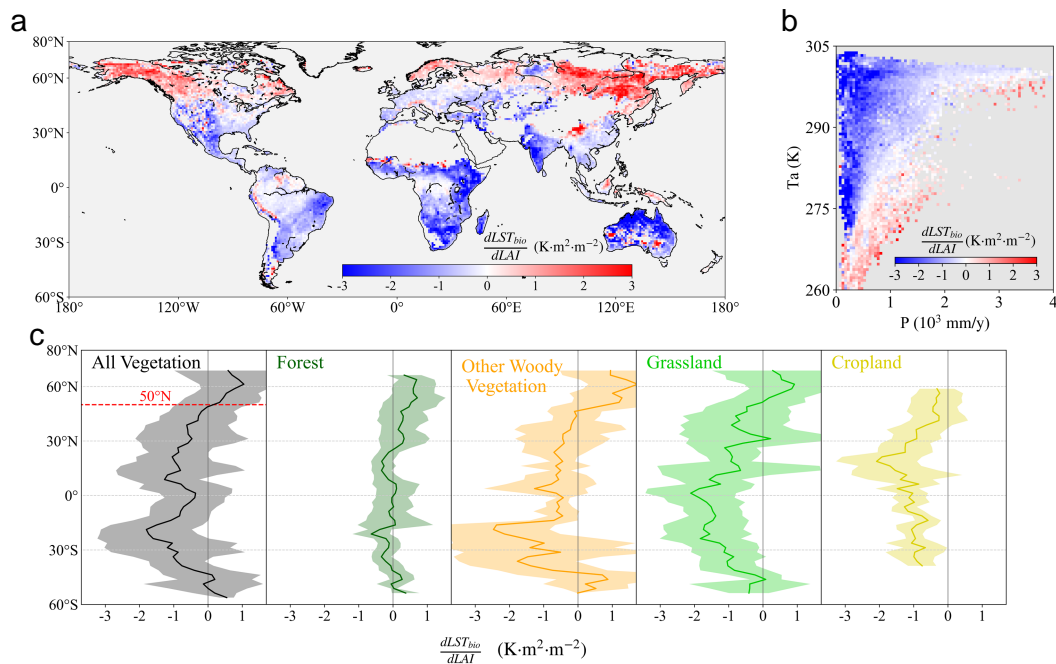 a
80°N
60°N
30°N
0°
30°S
60°S
180°
120°W
60°W
0°
60°E
120°E
180°
dLST_bio/dLAI (K·m²·m⁻²)
-3 -2 -1 0 1 2 3
b
305
290
275
260
Ta (K)
dLST_bio/dLAI (K·m²·m⁻²)
-3 -2 -1 0 1 2 3
0 1 2 3 4
P (10³ mm/y)
c
80°N
60°N
30°N
0°
30°S
60°S
All Vegetation
50°N
Forest
Other Woody
Vegetation
Grassland
Cropland
-3 -2 -1 0 1
-3 -2 -1 0 1
-3 -2 -1 0 1
-3 -2 -1 0 1
-3 -2 -1 0 1
dLST_bio/dLAI (K·m²·m⁻²)